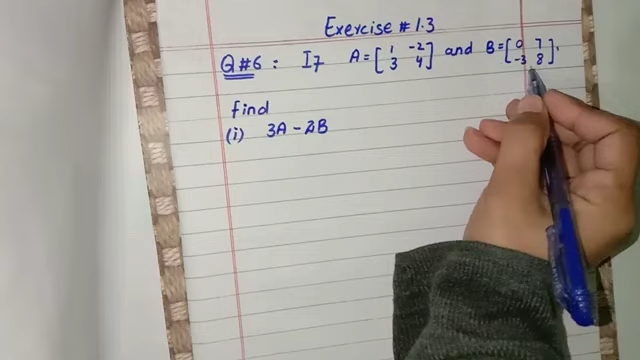 Exercise # 1.3
Q#6 : If A = [1 -2 3 4] and B = [0 7 -3 8],
find
(i) 3A - 2B